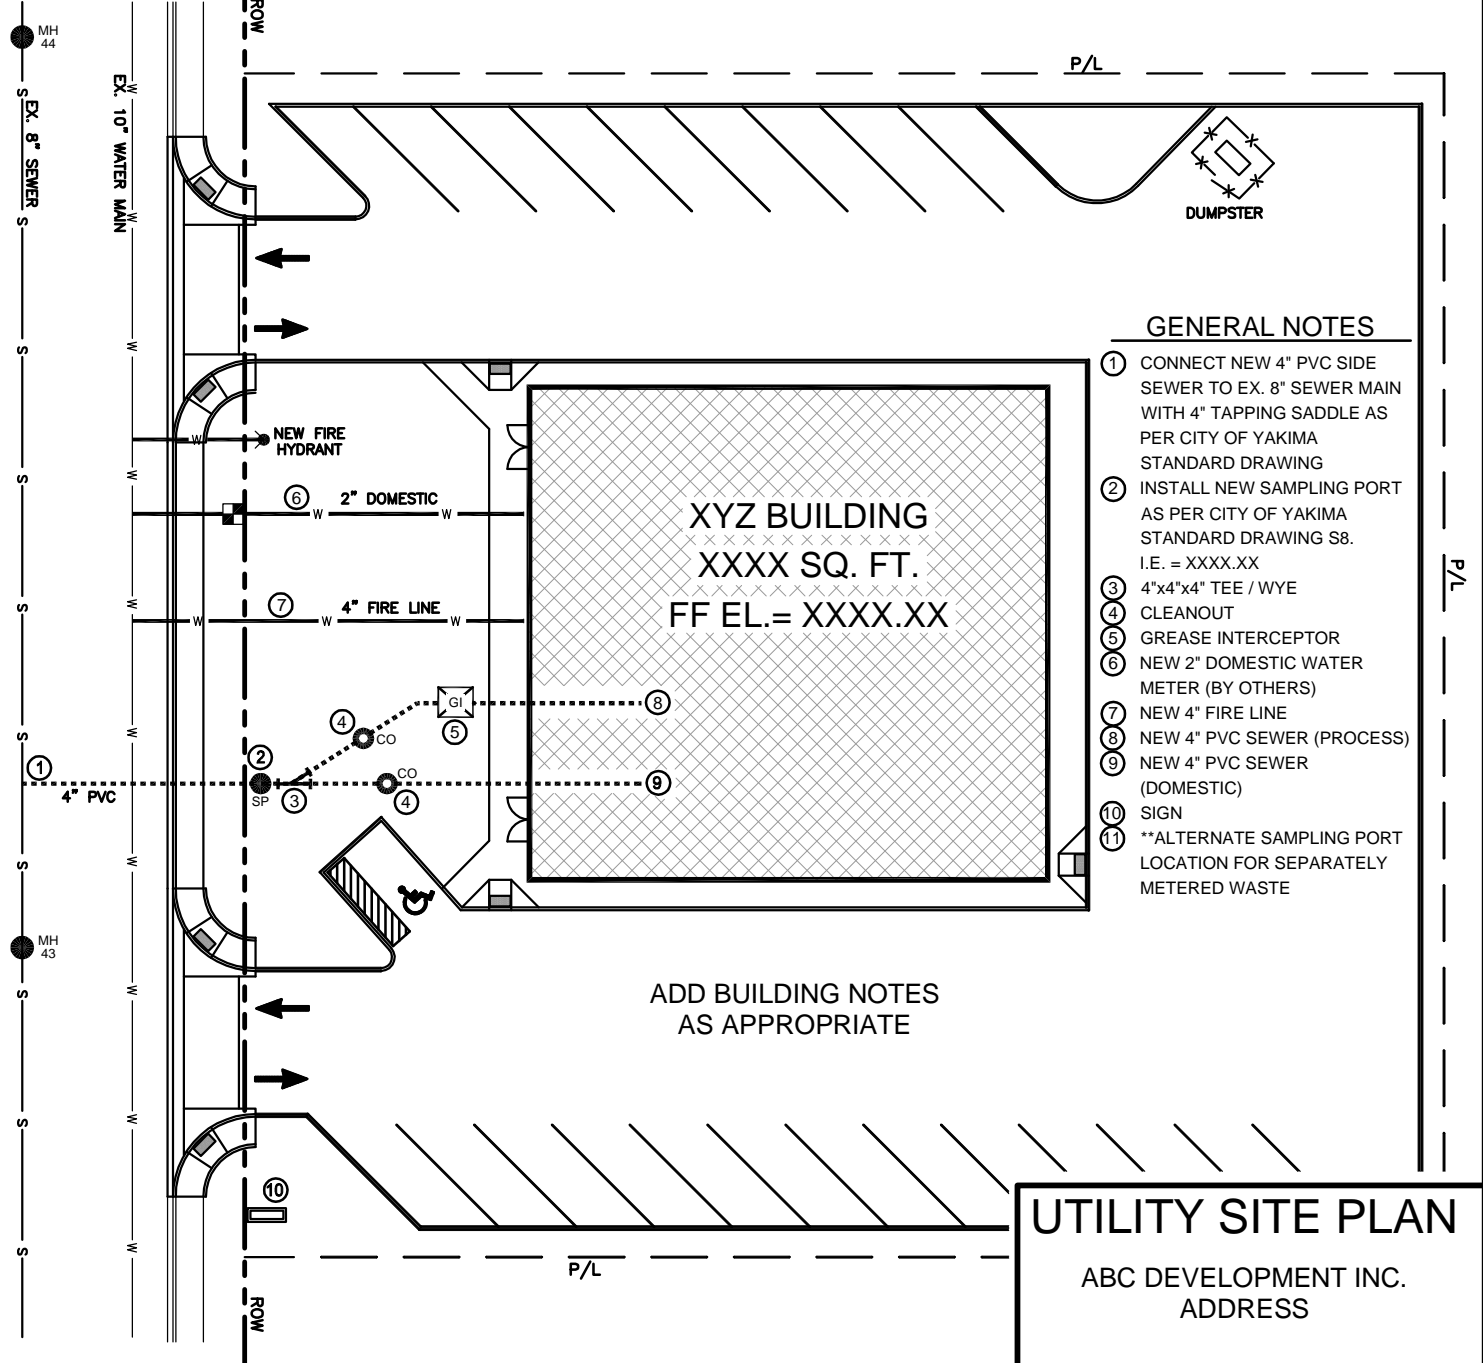 MH
44
ROW
P/L
EX. 8" SEWER
S
S
S
S
S
S
S
S
S
S
EX. 10" WATER MAIN
W
W
W
W
W
W
W
W
W
W
DUMPSTER
P/L
GENERAL NOTES
1 CONNECT NEW 4" PVC SIDE
SEWER TO EX. 8" SEWER MAIN
WITH 4" TAPPING SADDLE AS
PER CITY OF YAKIMA
STANDARD DRAWING
2 INSTALL NEW SAMPLING PORT
AS PER CITY OF YAKIMA
STANDARD DRAWING S8.
I.E. = XXXX.XX
3 4"x4"x4" TEE / WYE
4 CLEANOUT
5 GREASE INTERCEPTOR
6 NEW 2" DOMESTIC WATER
METER (BY OTHERS)
7 NEW 4" FIRE LINE
8 NEW 4" PVC SEWER (PROCESS)
9 NEW 4" PVC SEWER
(DOMESTIC)
10 SIGN
11 **ALTERNATE SAMPLING PORT
LOCATION FOR SEPARATELY
METERED WASTE
W
NEW FIRE
HYDRANT
6
2" DOMESTIC
W W
XYZ BUILDING
XXXX SQ. FT.
FF EL.= XXXX.XX
7
4" FIRE LINE
W W W
GI
8
5
4
CO
1
4" PVC
2
SP
3
CO
4
9
MH
43
ADD BUILDING NOTES
AS APPROPRIATE
10
P/L
ROW
UTILITY SITE PLAN
ABC DEVELOPMENT INC.
ADDRESS